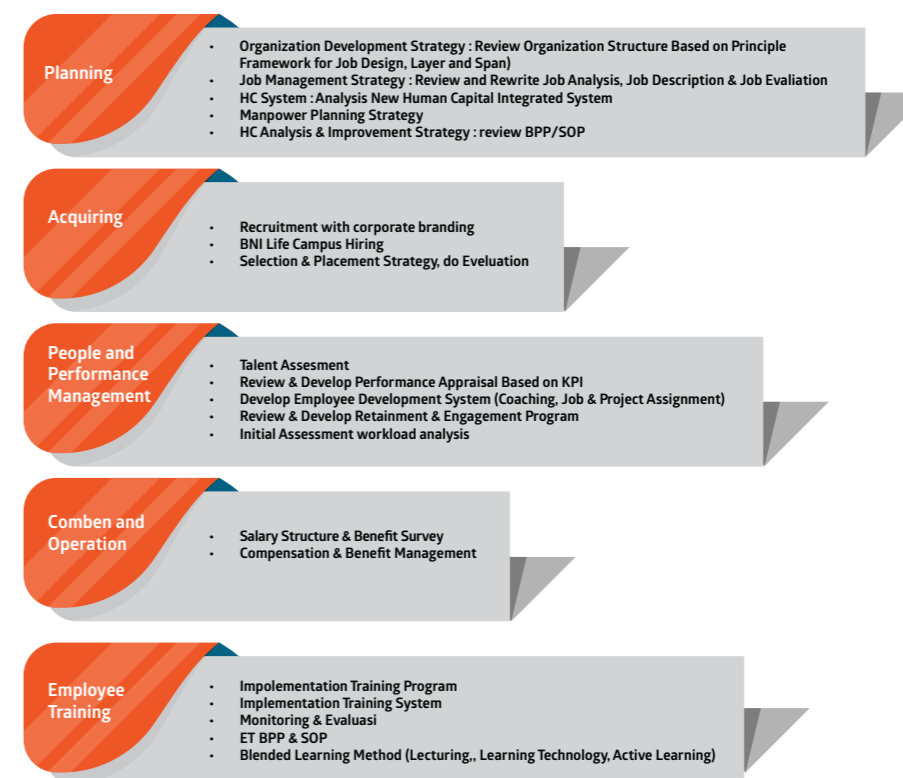 Planning
• Organization Development Strategy : Review Organization Structure Based on Principle
Framework for Job Design, Layer and Span)
• Job Management Strategy : Review and Rewrite Job Analysis, Job Description & Job Evaliation
• HC System : Analysis New Human Capital Integrated System
• Manpower Planning Strategy
• HC Analysis & Improvement Strategy : review BPP/SOP
Acquiring
• Recruitment with corporate branding
• BNI Life Campus Hiring
• Selection & Placement Strategy, do Eveluation
People and
Performance
Management
• Talent Assesment
• Review & Develop Performance Appraisal Based on KPI
• Develop Employee Development System (Coaching, Job & Project Assignment)
• Review & Develop Retainment & Engagement Program
• Initial Assessment workload analysis
Comben and
Operation
• Salary Structure & Benefit Survey
• Compensation & Benefit Management
Employee
Training
• Impolementation Training Program
• Implementation Training System
• Monitoring & Evaluasi
• ET BPP & SOP
• Blended Learning Method (Lecturing,, Learning Technology, Active Learning)